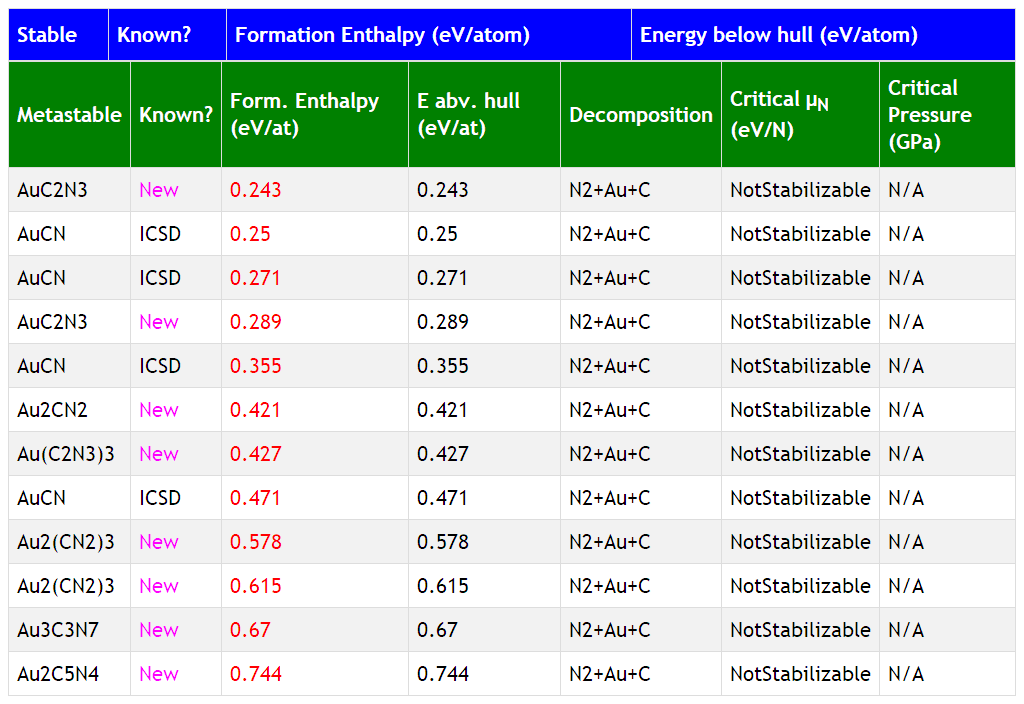 Stable Known? Formation Enthalpy (eV/atom) Energy below hull (eV/atom)
Metastable Known? Form. Enthalpy (eV/at) E abv. hull (eV/at) Decomposition Critical μN (eV/N) Critical Pressure (GPa)
AuC2N3 New 0.243 0.243 N2+Au+C NotStabilizable N/A
AuCN ICSD 0.25 0.25 N2+Au+C NotStabilizable N/A
AuCN ICSD 0.271 0.271 N2+Au+C NotStabilizable N/A
AuC2N3 New 0.289 0.289 N2+Au+C NotStabilizable N/A
AuCN ICSD 0.355 0.355 N2+Au+C NotStabilizable N/A
Au2CN2 New 0.421 0.421 N2+Au+C NotStabilizable N/A
Au(C2N3)3 New 0.427 0.427 N2+Au+C NotStabilizable N/A
AuCN ICSD 0.471 0.471 N2+Au+C NotStabilizable N/A
Au2(CN2)3 New 0.578 0.578 N2+Au+C NotStabilizable N/A
Au2(CN2)3 New 0.615 0.615 N2+Au+C NotStabilizable N/A
Au3C3N7 New 0.67 0.67 N2+Au+C NotStabilizable N/A
Au2C5N4 New 0.744 0.744 N2+Au+C NotStabilizable N/A